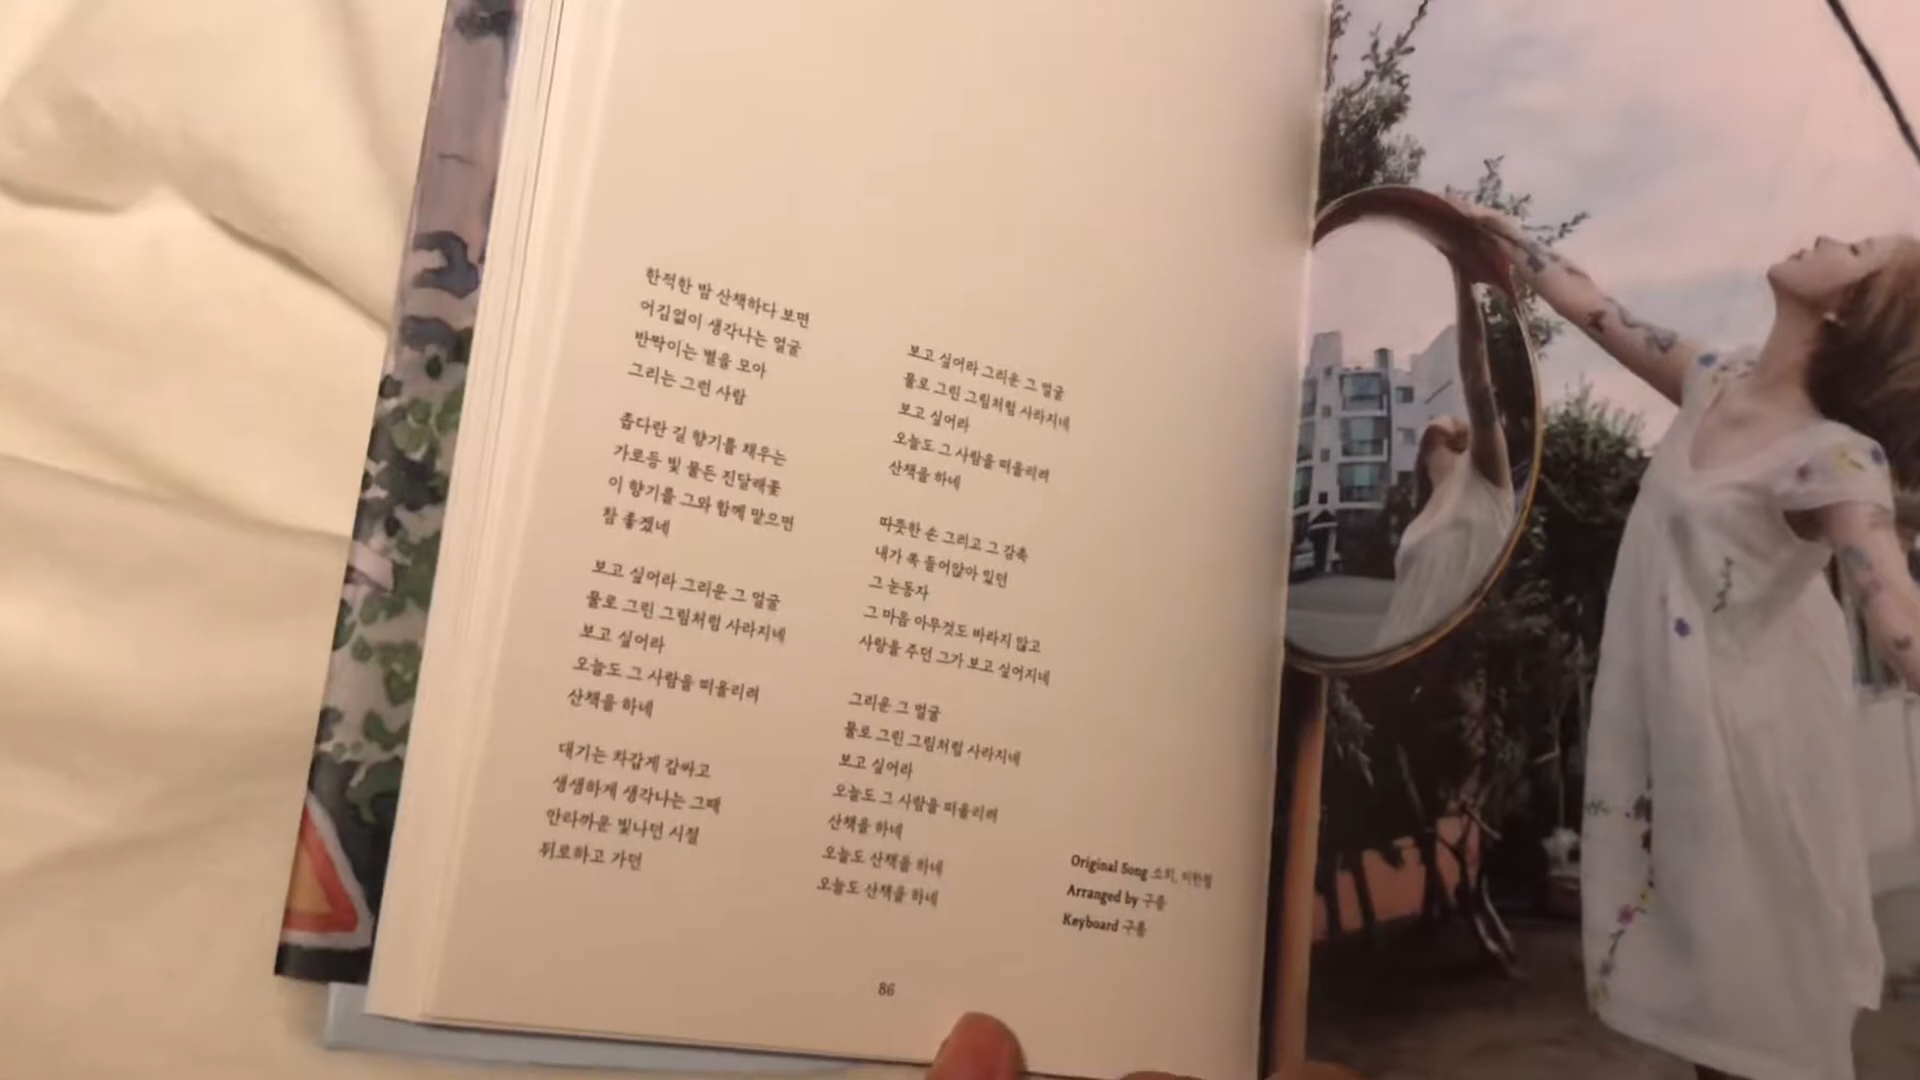 한적한 밤 산책하다 보면
어김없이 생각나는 얼굴
반짝이는 별을 모아
그리는 그런 사람
좁다란 길 향기를 채우는
가로등 빛 물든 진달래꽃
이 향기를 그와 함께 맡으면
참 좋겠네
보고 싶어라 그리운 그 얼굴
물로 그린 그림처럼 사라지네
보고 싶어라
오늘도 그 사람을 떠올리려
산책을 하네
대기는 차갑게 감싸고
생생하게 생각나는 그때
안타까운 빛나던 시절
뒤로하고 가던
보고 싶어라 그리운 그 얼굴
물로 그린 그림처럼 사라지네
보고 싶어라
오늘도 그 사람을 떠올리려
산책을 하네
따뜻한 손 그리고 그 감촉
내가 쏙 들어앉아 있던
그 눈동자
그 마음 아무것도 바라지 않고
사랑을 주던 그가 보고 싶어지네
그리운 그 얼굴
물로 그린 그림처럼 사라지네
보고 싶어라
오늘도 그 사람을 떠올리려
산책을 하네
오늘도 산책을 하네
오늘도 산책을 하네
Original Song 소히, 이한철
Arranged by 구름
Keyboard 구름
86